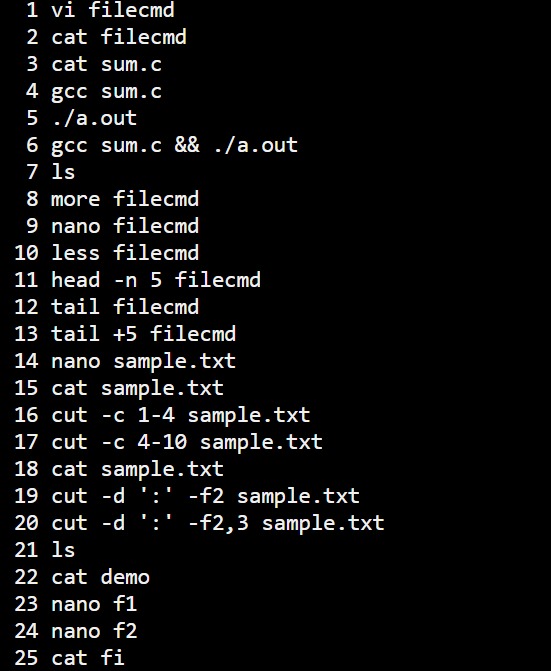 1 vi filecmd
2 cat filecmd
3 cat sum.c
4 gcc sum.c
5 ./a.out
6 gcc sum.c && ./a.out
7 ls
8 more filecmd
9 nano filecmd
10 less filecmd
11 head -n 5 filecmd
12 tail filecmd
13 tail +5 filecmd
14 nano sample.txt
15 cat sample.txt
16 cut -c 1-4 sample.txt
17 cut -c 4-10 sample.txt
18 cat sample.txt
19 cut -d ':' -f2 sample.txt
20 cut -d ':' -f2,3 sample.txt
21 ls
22 cat demo
23 nano f1
24 nano f2
25 cat fi